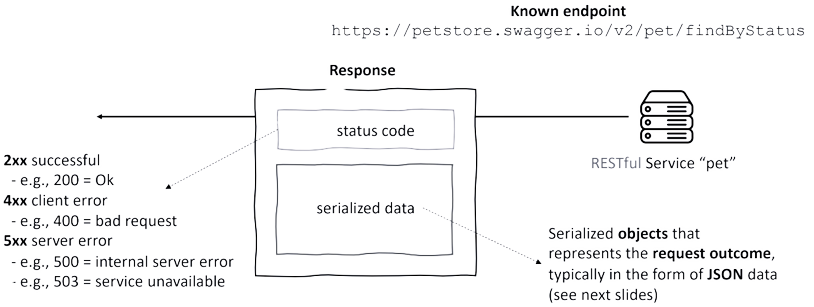 Known endpoint
https://petstore.swagger.io/v2/pet/findByStatus
Response
status code
serialized data
RESTful Service “pet”
2xx successful
- e.g., 200 = Ok
4xx client error
- e.g., 400 = bad request
5xx server error
- e.g., 500 = internal server error
- e.g., 503 = service unavailable
Serialized objects that
represents the request outcome,
typically in the form of JSON data
(see next slides)